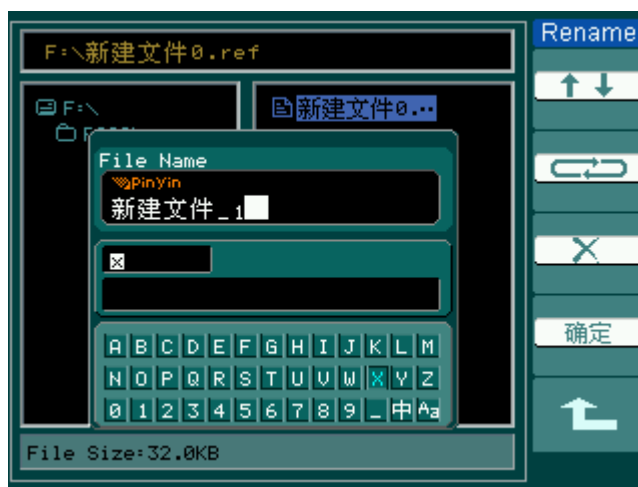 Rename
F:\新建文件0.ref
F:\
新建文件0.
File Name
PinYin
新建文件_1
x
A B C D E F G H I J K L M
N O P Q R S T U V W X Y Z
0 1 2 3 4 5 6 7 8 9 _ 中 Aa
确定
File Size:32.0KB